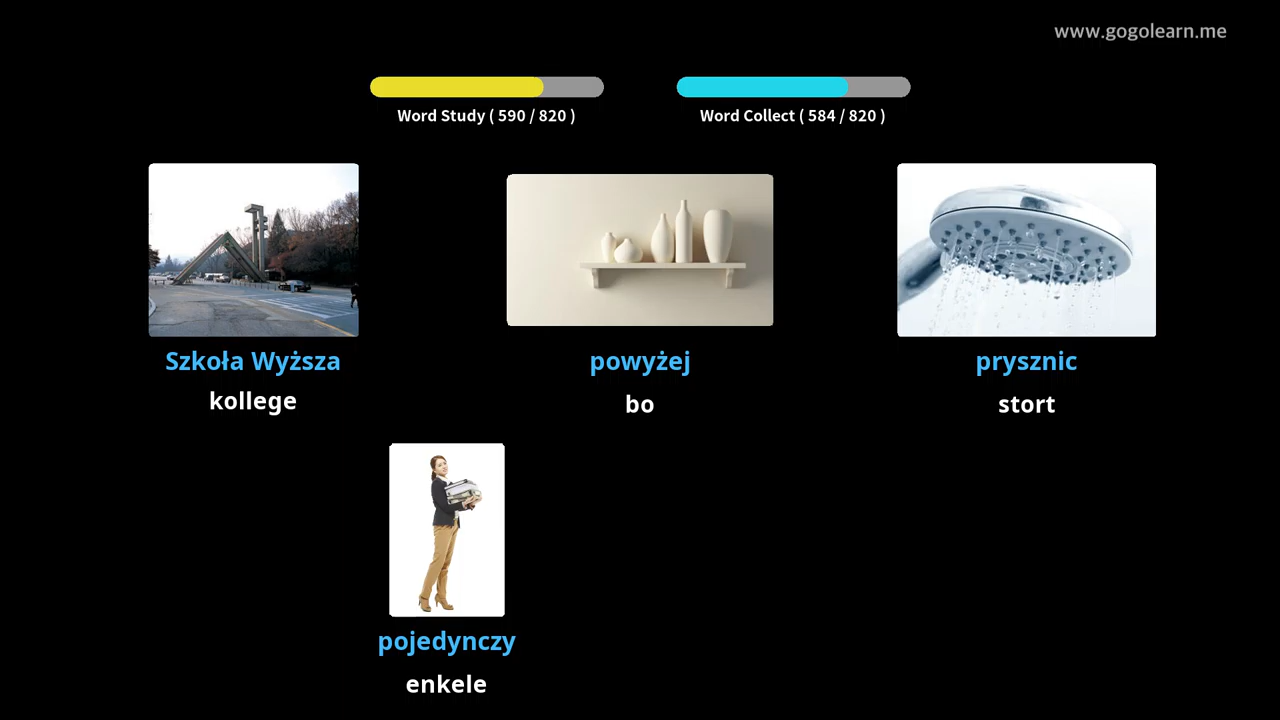 www.gogolearn.me
Word Study ( 590 / 820 )
Word Collect ( 584 / 820 )
Szkoła Wyższa
kollege
powyżej
bo
prysznic
stort
pojedynczy
enkele